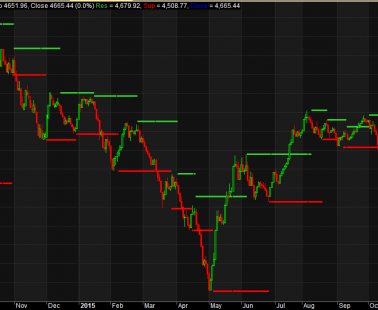 4651.96, Close 4665.44 (0.0%) Res = 4,679.92, Sup = 4,508.77, Close = 4,665.44
Nov Dec 2015 Feb Mar Apr May Jun Jul Aug Sep Oc